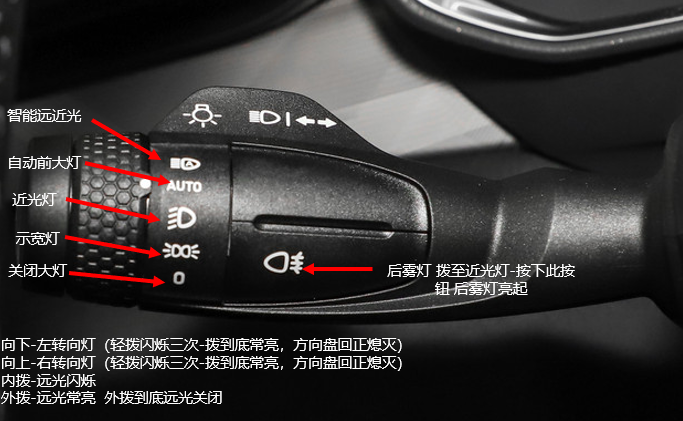 智能远近光
自动前大灯
AUTO
近光灯
示宽灯
关闭大灯
0
后雾灯 拨至近光灯-按下此按
钮-后雾灯亮起
向下-左转向灯 (轻拨闪烁三次-拨到底常亮，方向盘回正熄灭)
向上-右转向灯 (轻拨闪烁三次-拨到底常亮，方向盘回正熄灭)
内拨-远光闪烁
外拨-远光常亮 外拨到底远光关闭